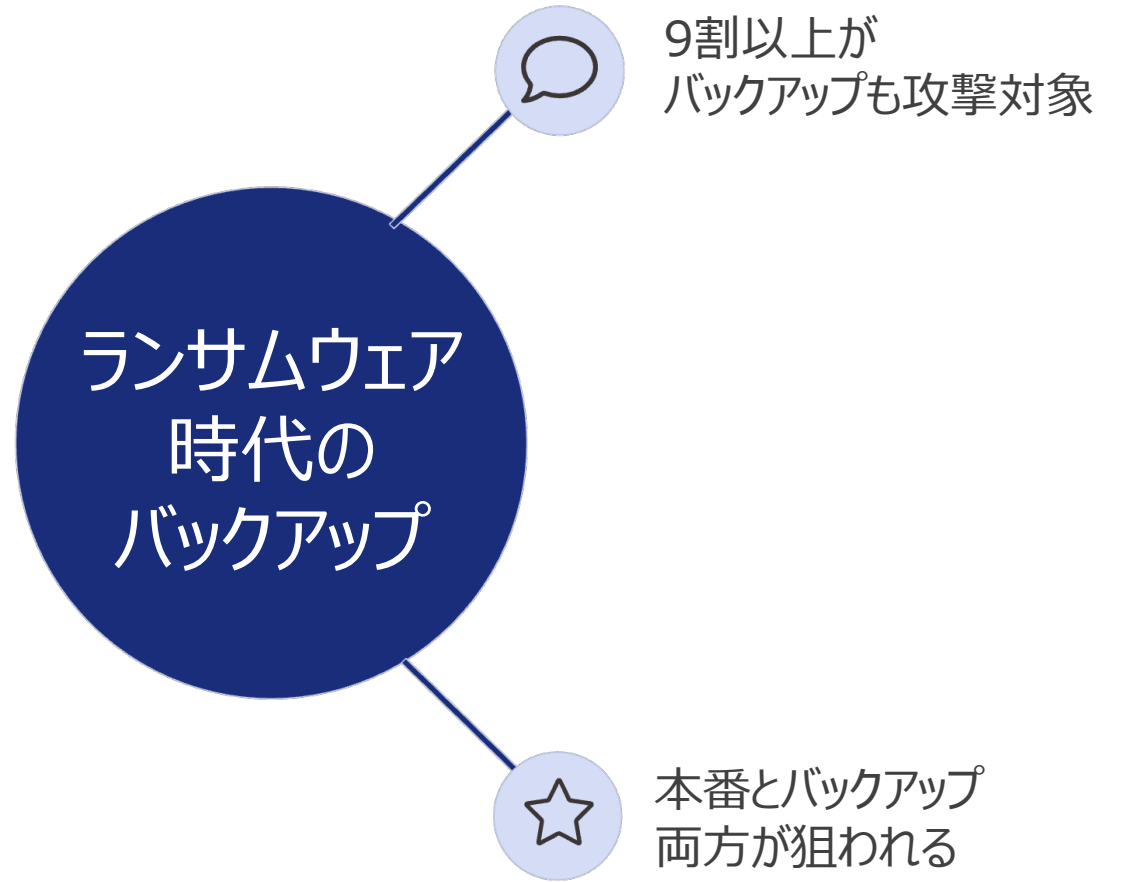 9割以上が
バックアップも攻撃対象
ランサムウェア
時代の
バックアップ
本番とバックアップ
両方が狙われる